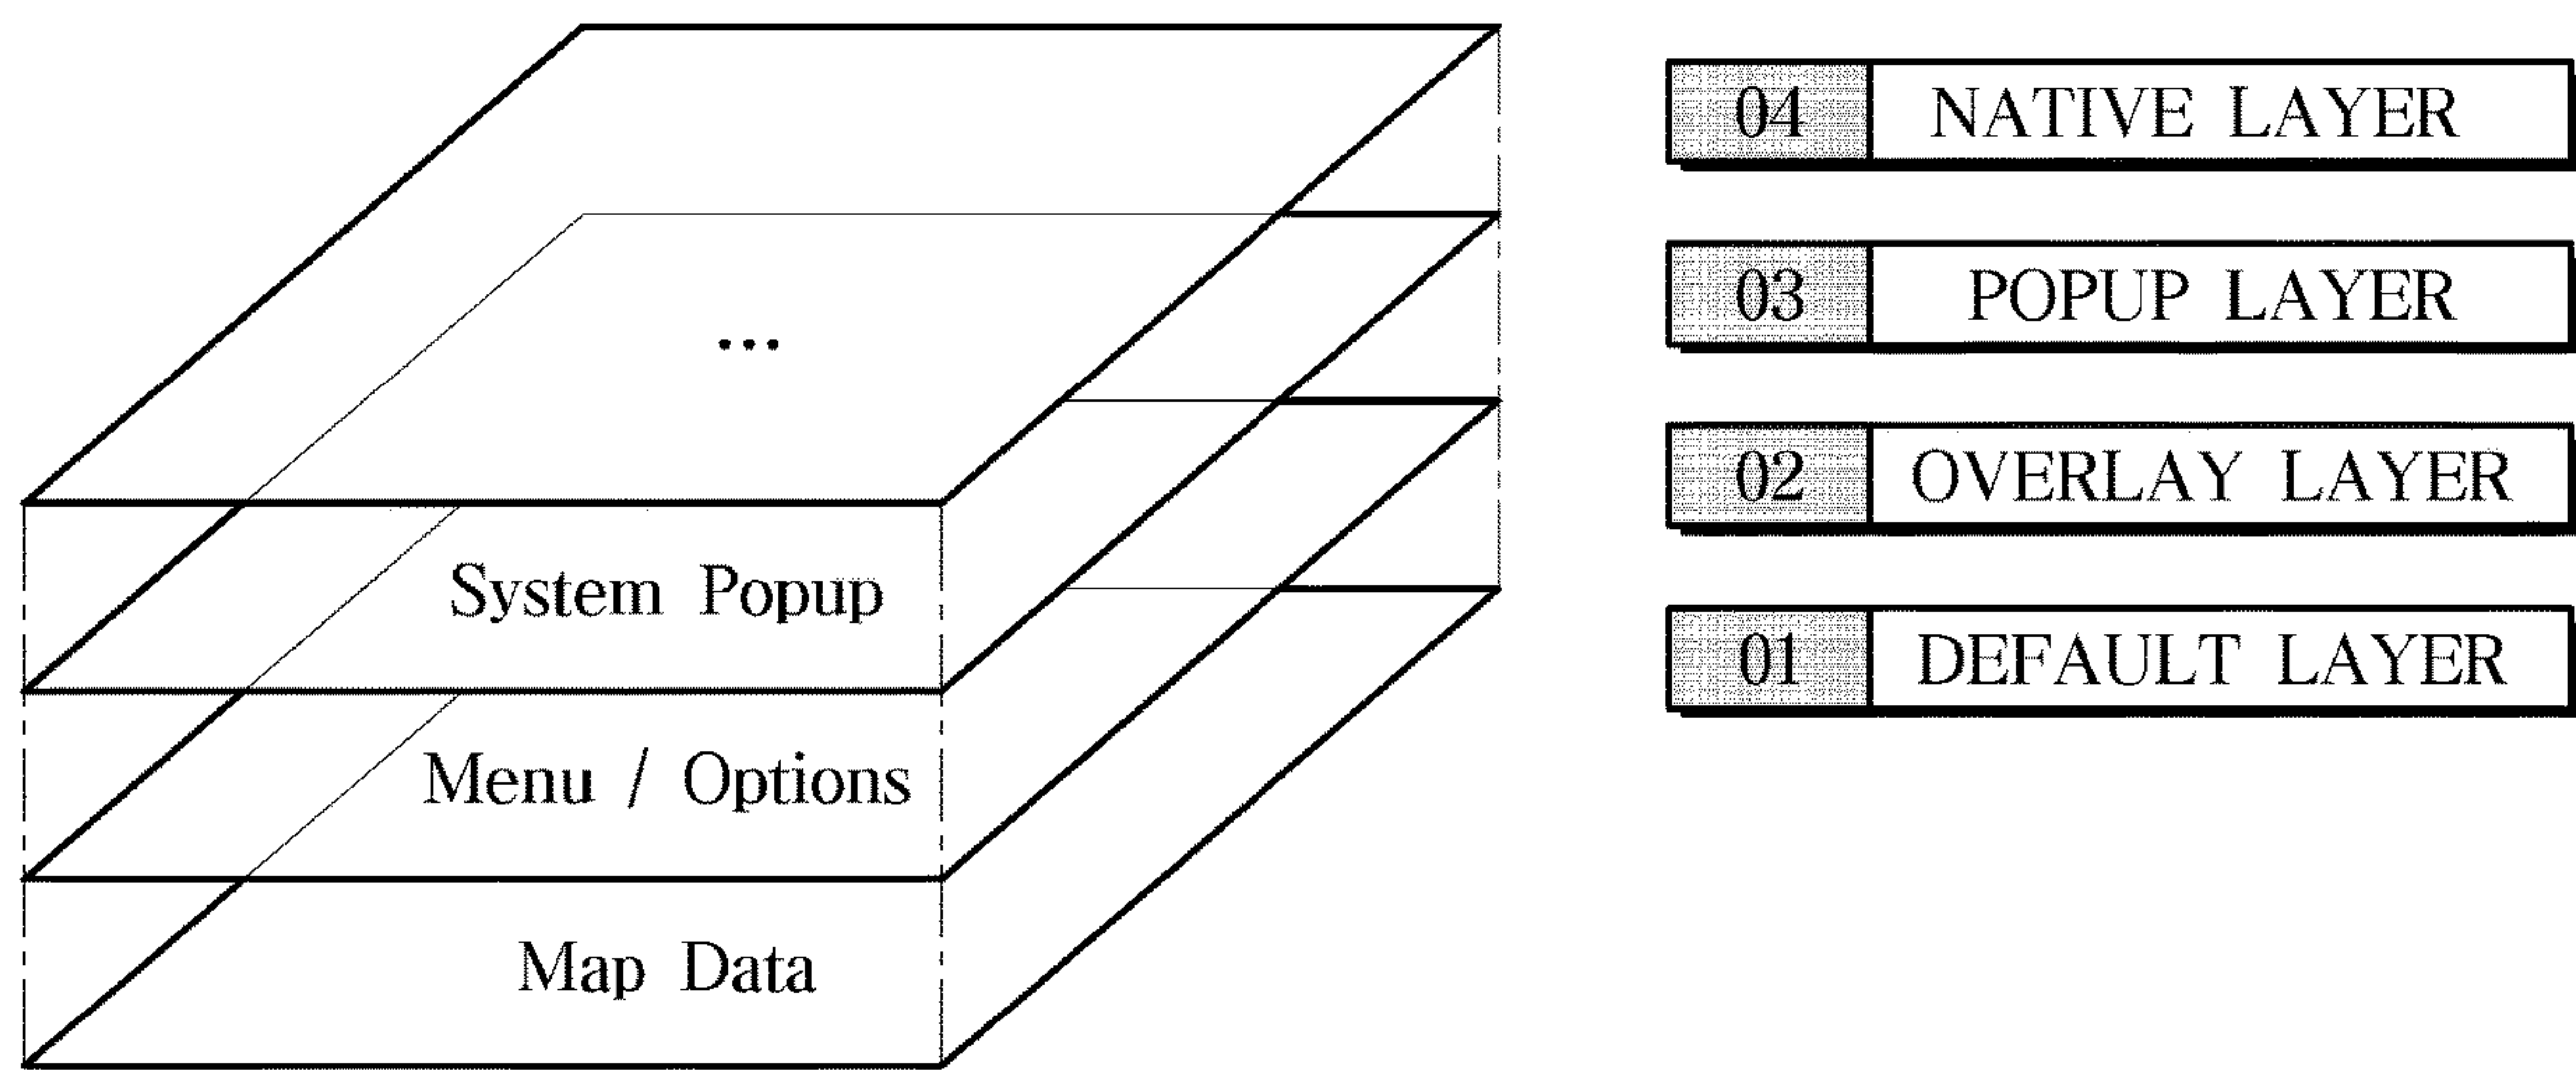 ...
System Popup
Menu / Options
Map Data
04 NATIVE LAYER
03 POPUP LAYER
02 OVERLAY LAYER
01 DEFAULT LAYER